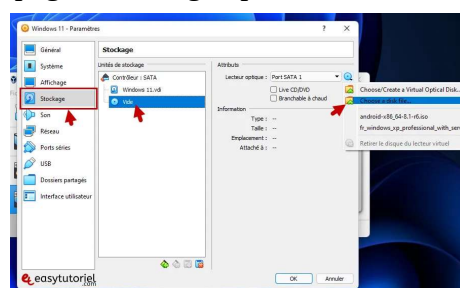 Windows 11 - Paramètres
? X
Général
Système
Affichage
Stockage
Son
Réseau
Ports séries
USB
Dossiers partagés
Interface utilisateur
Stockage
Unités de stockage
Contrôleur : SATA
Windows 11.vdi
Vide
Attributs
Lecteur optique : Port SATA 1
Live CD/DVD
Branchable à chaud
Information
Type : --
Taille : --
Emplacement : --
Attaché à : --
Choose/Create a Virtual Optical Disk...
Choose a disk file...
android-x86_64-8.1-r6.iso
fr_windows_xp_professional_with_serv
Retirer le disque du lecteur virtuel
OK Annuler
easytutoriel
.com